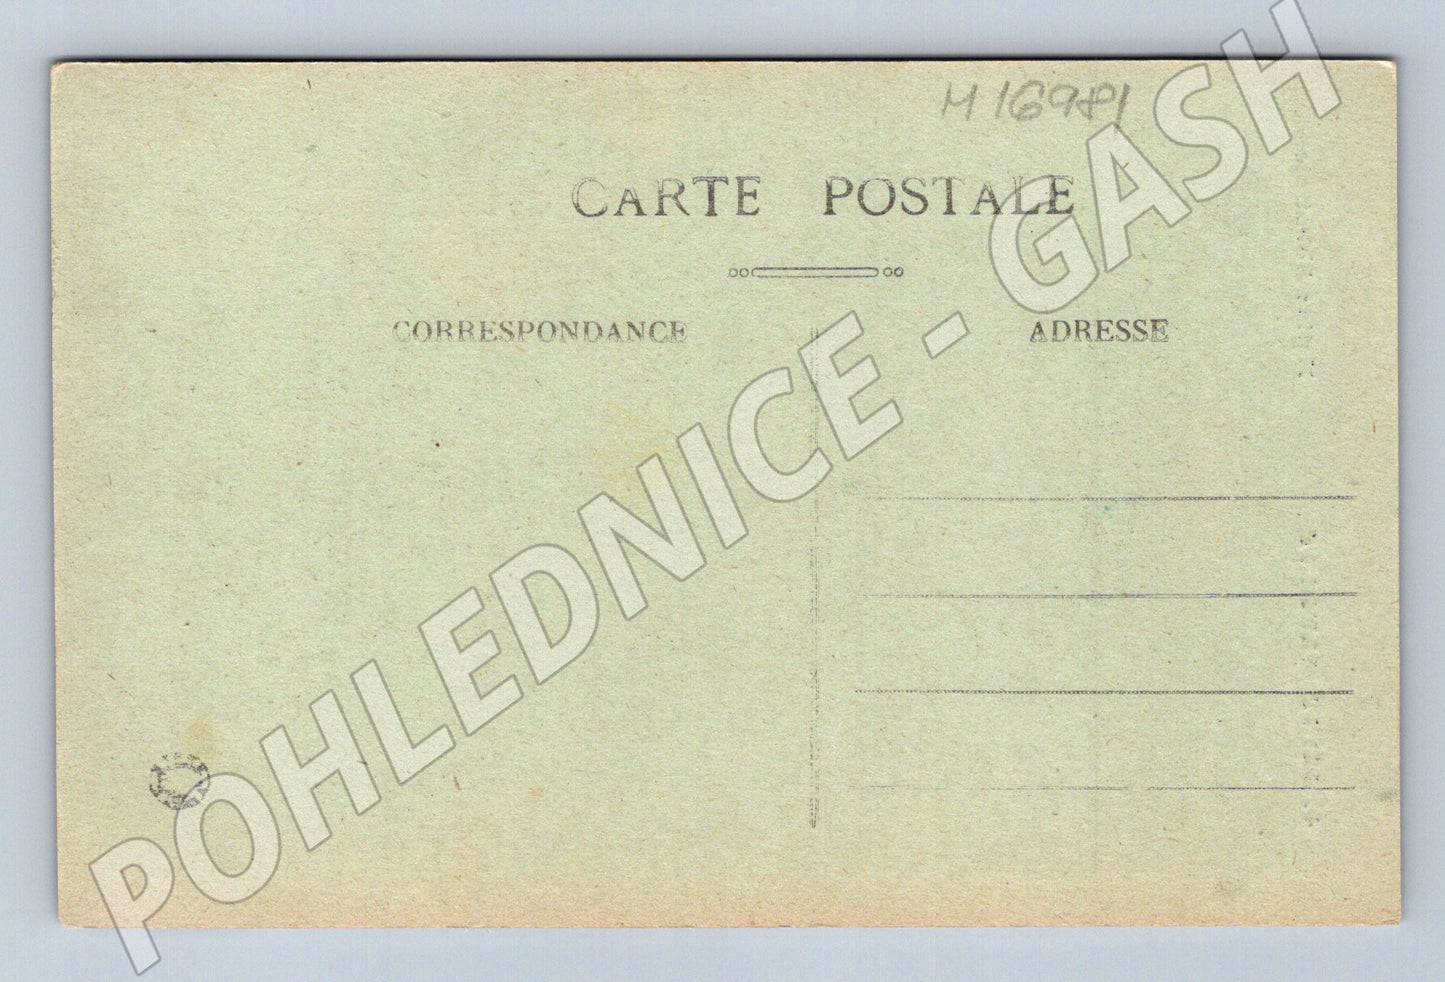 M 16981
CARTE POSTALE
CORRESPONDANCE
ADRESSE
POHLEDNICE - GASH